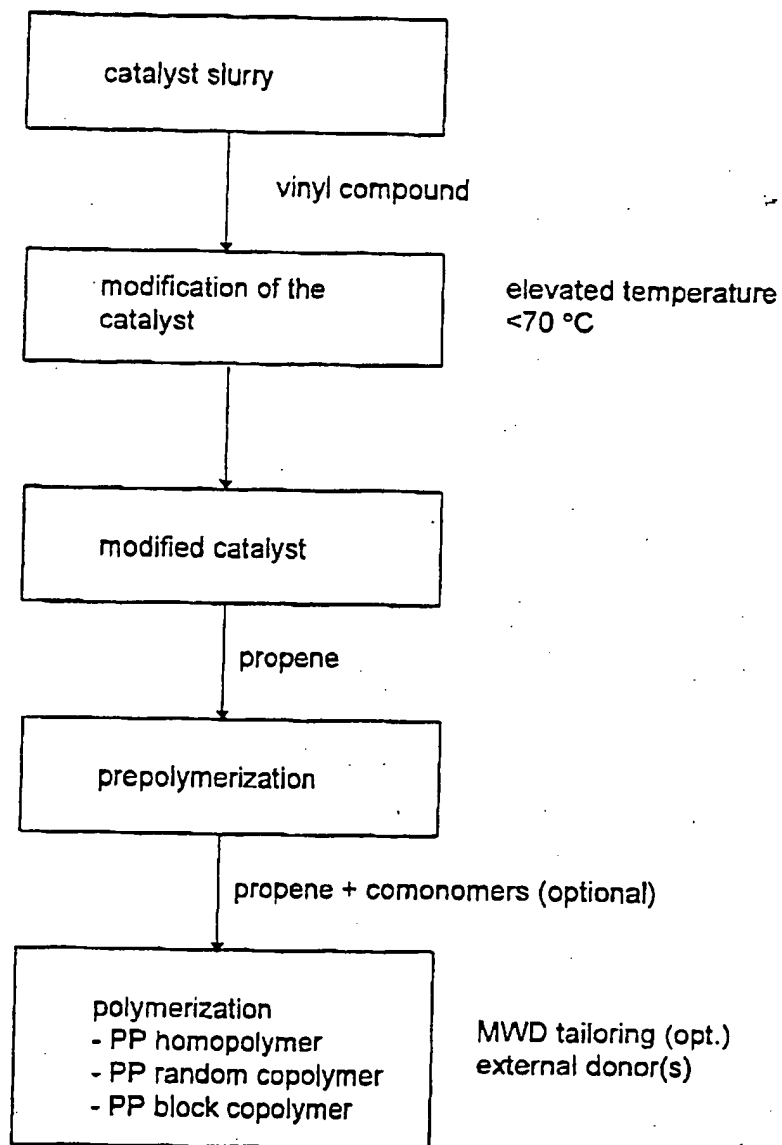 catalyst slurry
vinyl compound
modification of the
catalyst
elevated temperature
<70 °C
modified catalyst
propene
prepolymerization
propene + comonomers (optional)
polymerization
- PP homopolymer
- PP random copolymer
- PP block copolymer
MWD tailoring (opt.)
external donor(s)